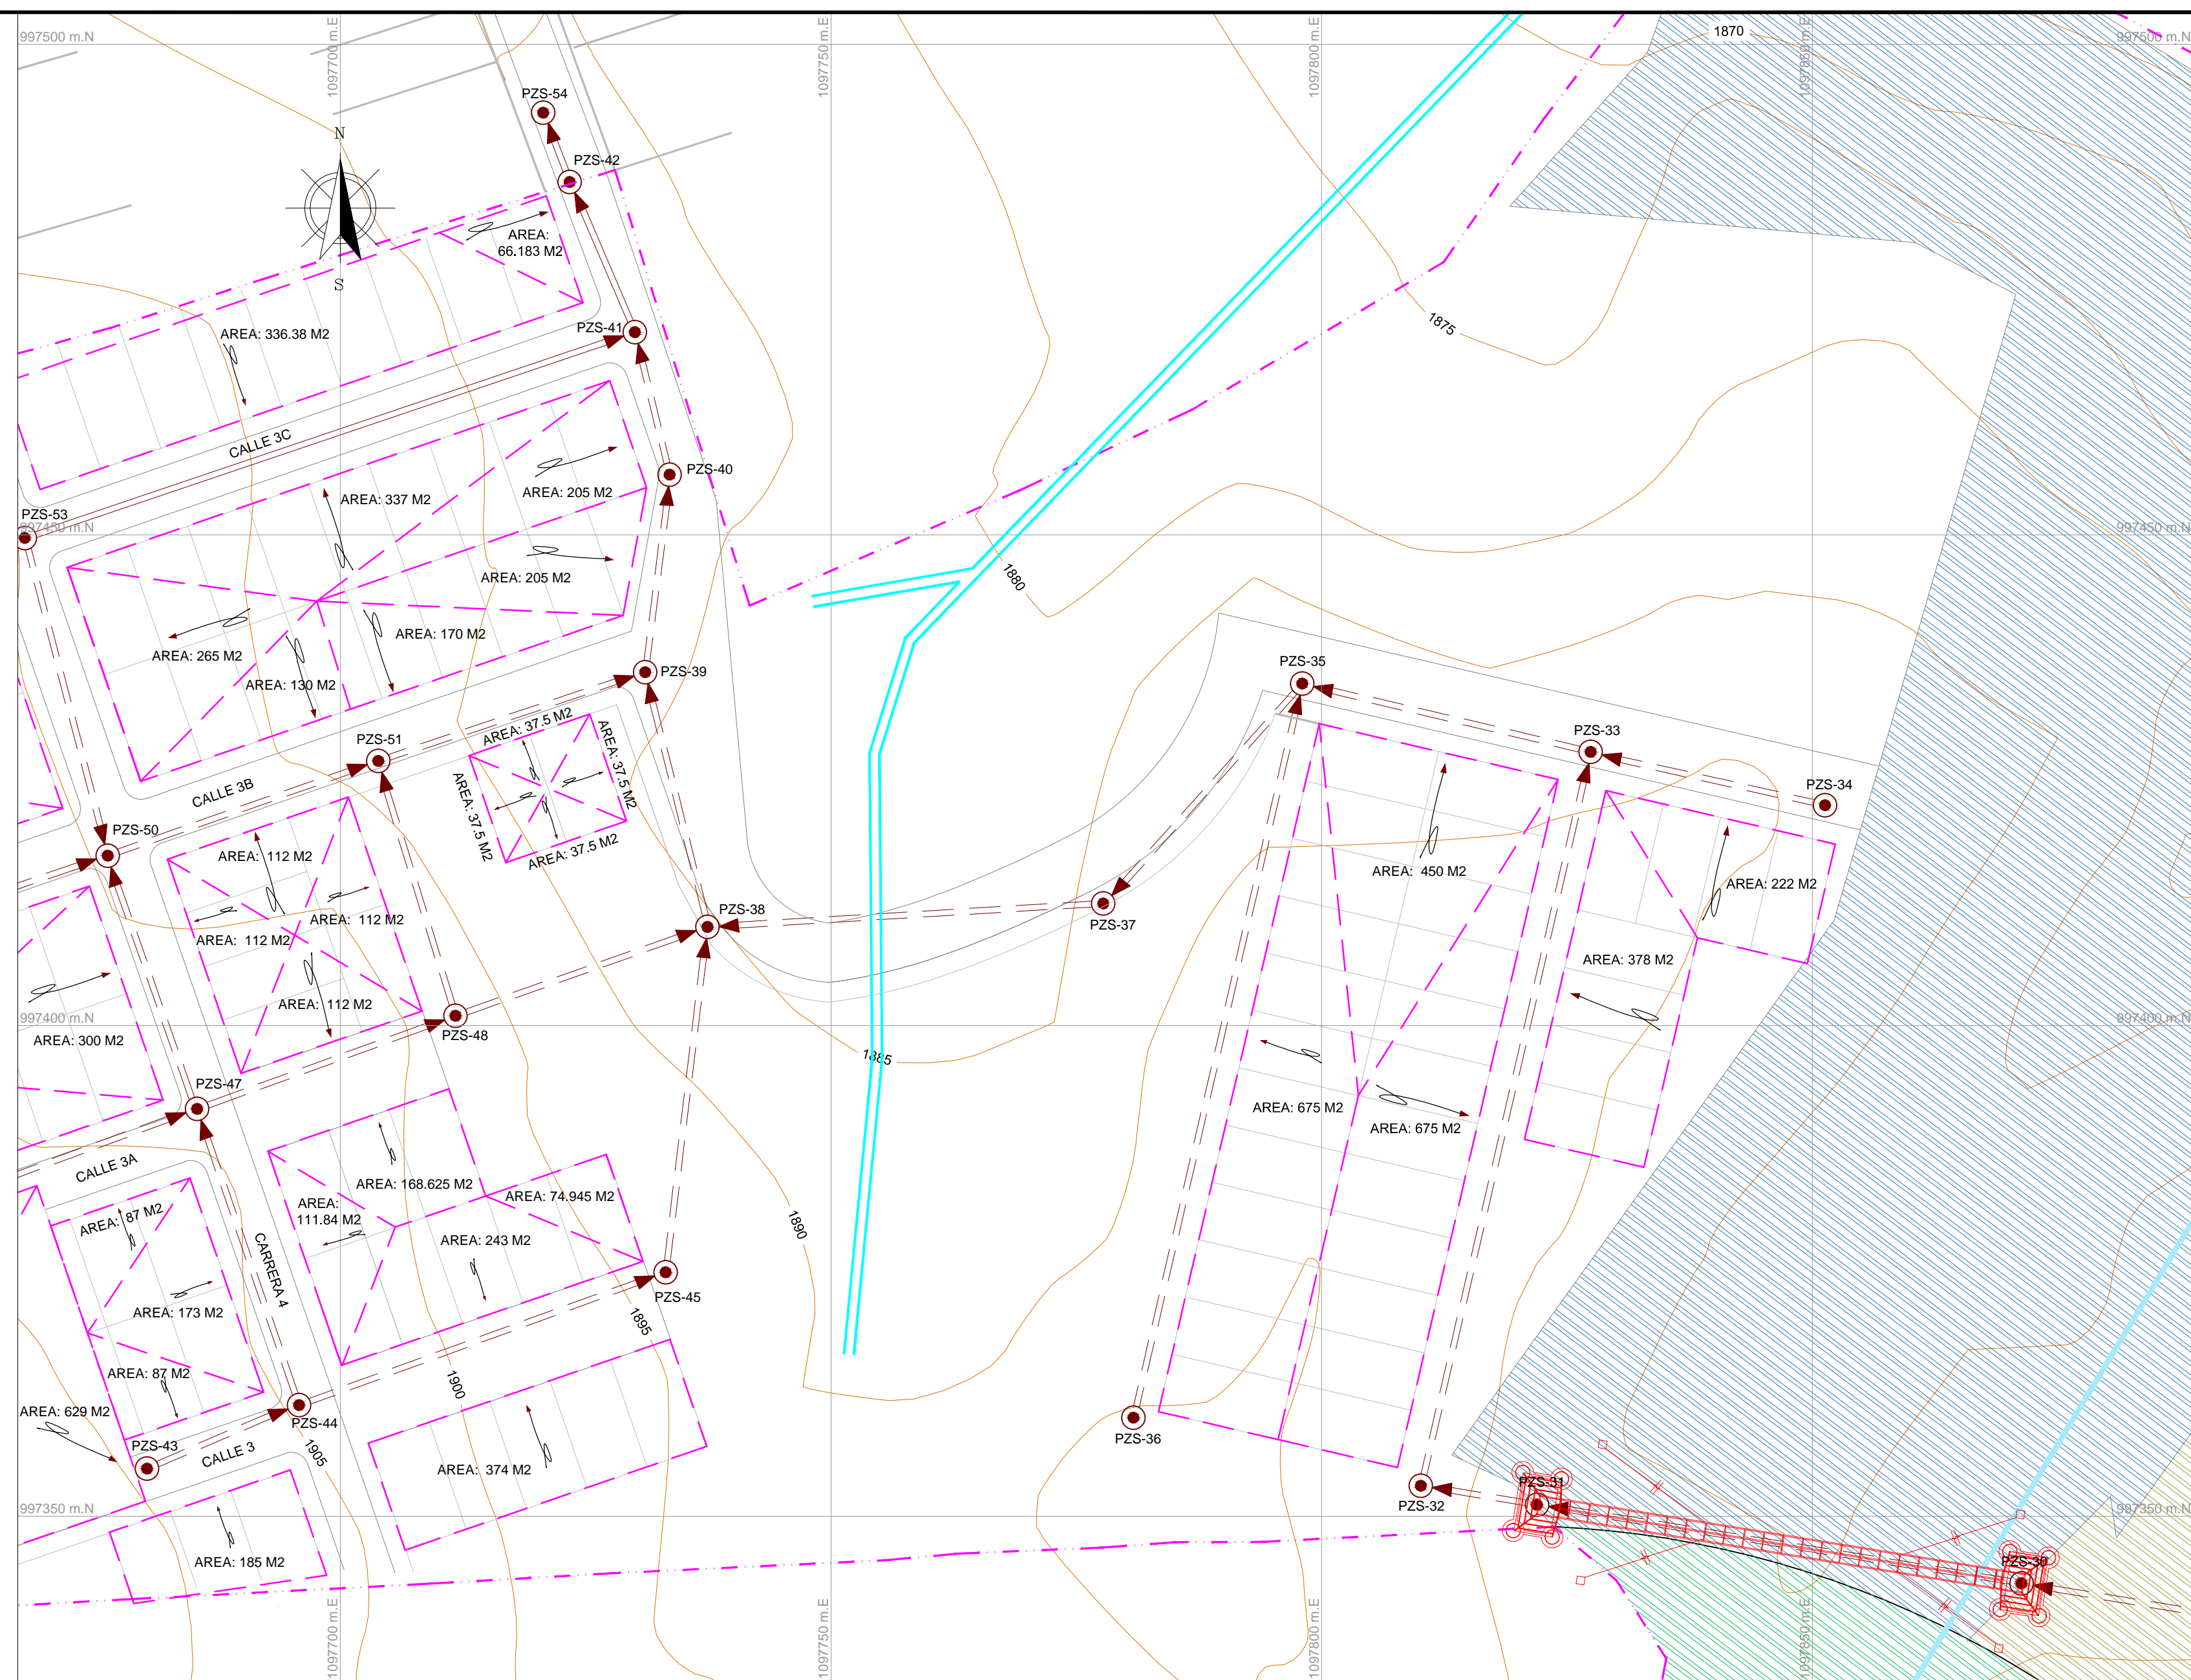 1870
997500 m.N
997500 m.N
1097700 m.E
1097750 m.E
1097800 m.E
1097850 m.E
PZS-54
N
PZS-42
AREA:
66.183 M2
S
PZS-41
1875
AREA: 336.38 M2
CALLE 3C
PZS-40
AREA: 205 M2
AREA: 337 M2
PZS-53
997450 m.N
997450 m.N
AREA: 205 M2
1880
AREA: 170 M2
AREA: 265 M2
AREA: 130 M2
PZS-39
PZS-35
PZS-33
AREA: 37.5 M2
AREA: 37.5 M2
PZS-51
CALLE 3B
AREA: 37.5 M2
AREA: 37.5 M2
PZS-34
PZS-50
AREA: 112 M2
AREA: 450 M2
AREA: 222 M2
AREA: 112 M2
AREA: 112 M2
PZS-38
PZS-37
AREA: 378 M2
AREA: 112 M2
997400 m.N
AREA: 300 M2
PZS-48
1885
PZS-47
AREA: 675 M2
AREA: 675 M2
CALLE 3A
AREA: 168.625 M2
AREA: 74.945 M2
AREA:
111.84 M2
AREA: 87 M2
1890
AREA: 243 M2
CARRERA 4
PZS-45
AREA: 173 M2
1895
AREA: 87 M2
1900
AREA: 629 M2
PZS-44
PZS-43
CALLE 3
1905
PZS-36
AREA: 374 M2
PZS-32
PZS-31
997350 m.N
997350 m.N
AREA: 185 M2
PZS-30
1097700 m.E
1097750 m.E
1097800 m.E
1097850 m.E
997400 m.N